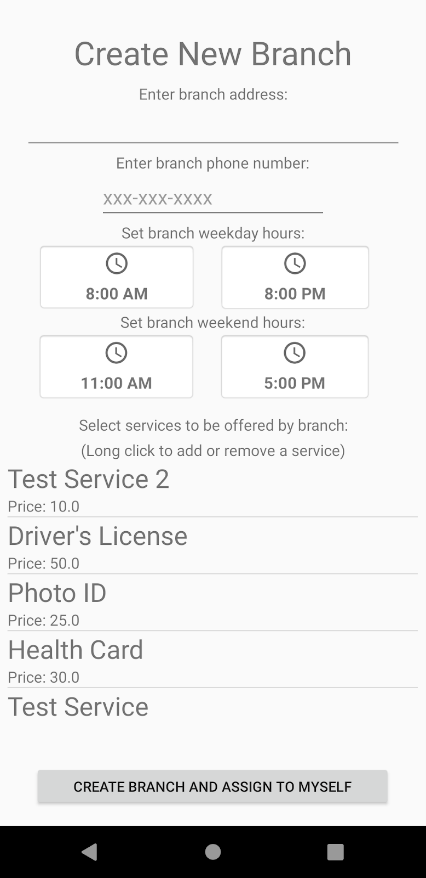 Create New Branch
Enter branch address:
Enter branch phone number:
xxx-xxx-xxxx
Set branch weekday hours:
8:00 AM 8:00 PM
Set branch weekend hours:
11:00 AM 5:00 PM
Select services to be offered by branch:
(Long click to add or remove a service)
Test Service 2
Price: 10.0
Driver's License
Price: 50.0
Photo ID
Price: 25.0
Health Card
Price: 30.0
Test Service
CREATE BRANCH AND ASSIGN TO MYSELF